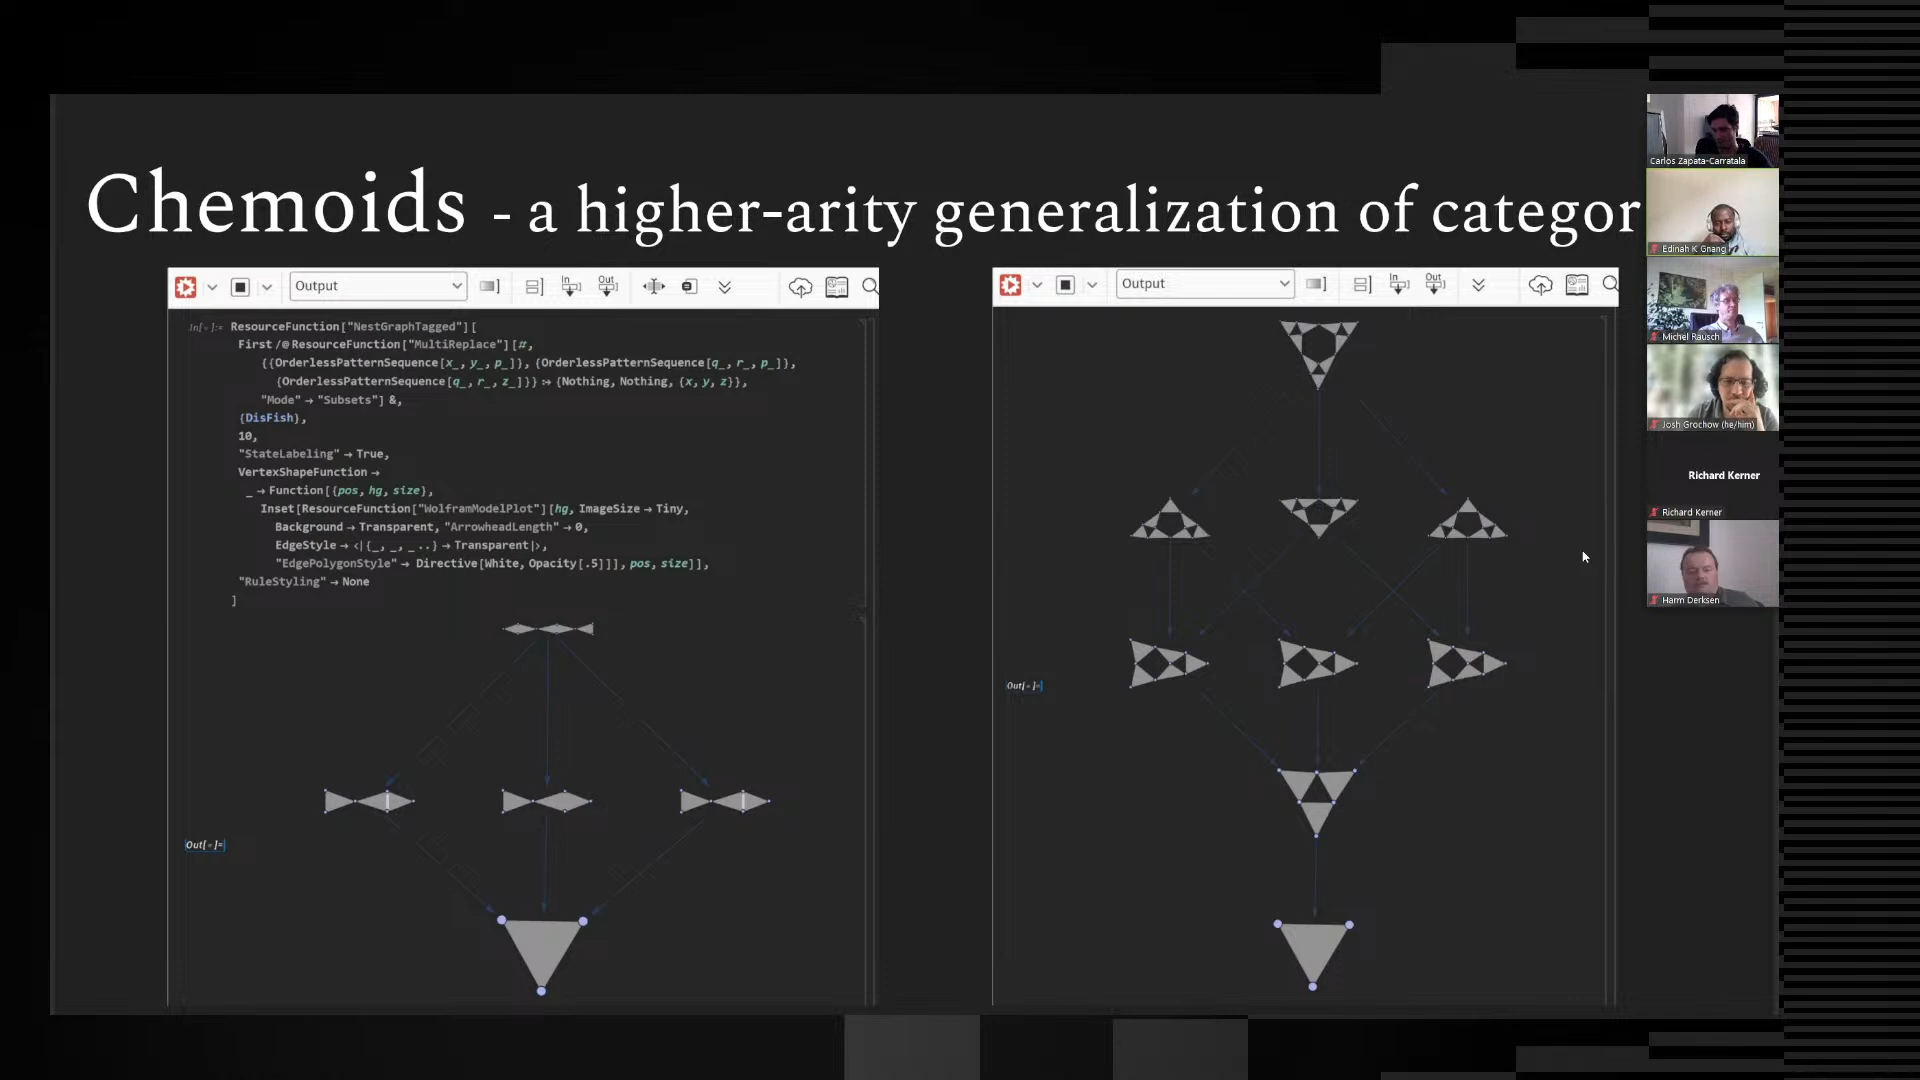 Chemoids - a higher-arity generalization of categor
Output
In
Out
In[ ]:= ResourceFunction["NestGraphTagged"][
First /@ ResourceFunction["MultiReplace"][#,
{{OrderlessPatternSequence[x_, y_, p_]}, {OrderlessPatternSequence[q_, r_, p_]},
{OrderlessPatternSequence[q_, r_, z_]}} :> {Nothing, Nothing, {x, y, z}},
"Mode" → "Subsets"] &,
{DisFish},
10,
"StateLabeling" → True,
VertexShapeFunction →
_ → Function[{pos, hg, size},
Inset[ResourceFunction["WolframModelPlot"][hg, ImageSize → Tiny,
Background → Transparent, "ArrowheadLength" → 0,
EdgeStyle → <|{_, _, _ ..} → Transparent|>,
"EdgePolygonStyle" → Directive[White, Opacity[.5]]], pos, size]],
"RuleStyling" → None
]
Out[ ]=
Output
In
Out
Out[ ]=
Carlos Zapata-Carratala
Edinah K Gnang
Michel Rausch
Josh Grochow (he/him)
Richard Kerner
Richard Kerner
Harm Derksen